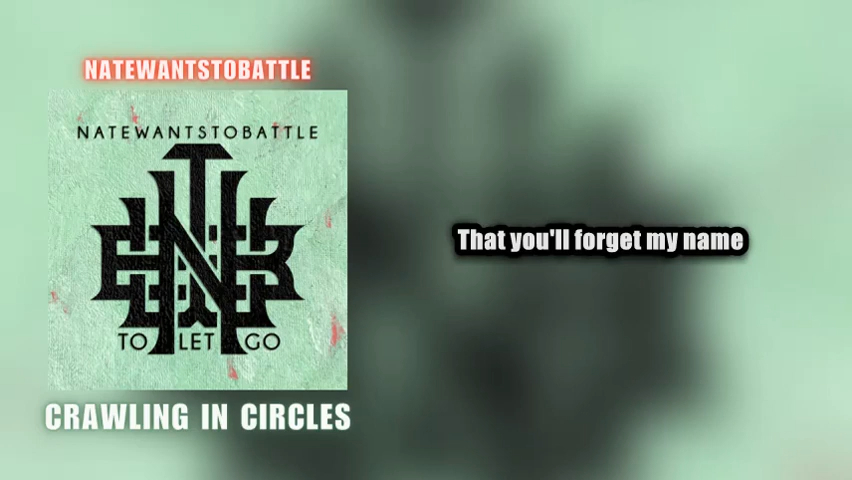 NATEWANTSTOBATTLE
NATEWANTSTOBATTLE
TO LET GO
CRAWLING IN CIRCLES
That you'll forget my name